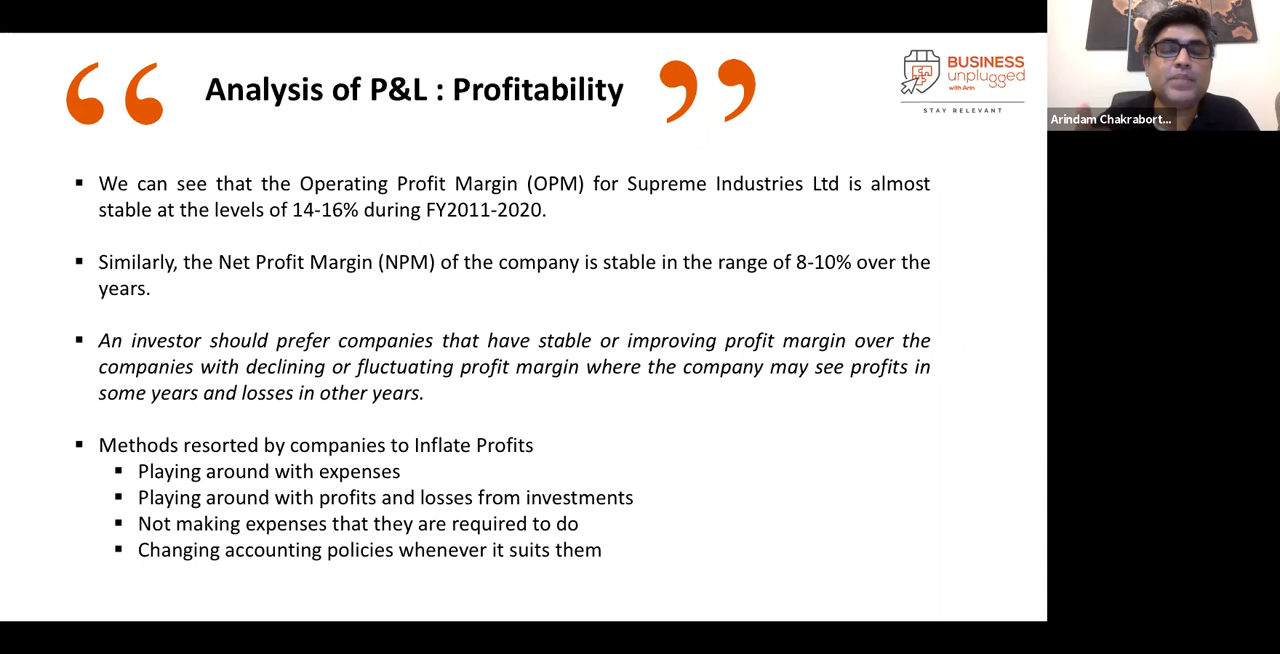 Analysis of P&L : Profitability
BUSINESS
unplugged
with Arin
STAY RELEVANT
Arindam Chakrabort...
▪ We can see that the Operating Profit Margin (OPM) for Supreme Industries Ltd is almost
stable at the levels of 14-16% during FY2011-2020.
▪ Similarly, the Net Profit Margin (NPM) of the company is stable in the range of 8-10% over the
years.
▪ An investor should prefer companies that have stable or improving profit margin over the
companies with declining or fluctuating profit margin where the company may see profits in
some years and losses in other years.
▪ Methods resorted by companies to Inflate Profits
▪ Playing around with expenses
▪ Playing around with profits and losses from investments
▪ Not making expenses that they are required to do
▪ Changing accounting policies whenever it suits them